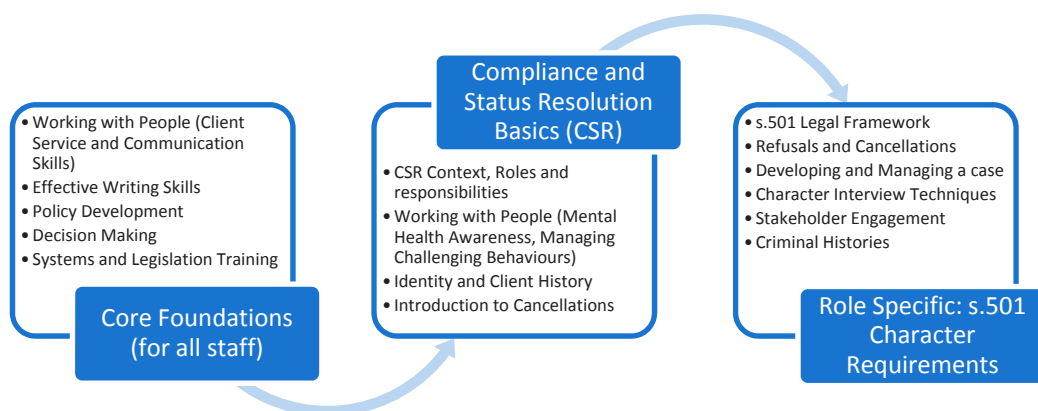 • Working with People (Client
Service and Communication
Skills)
• Effective Writing Skills
• Policy Development
• Decision Making
• Systems and Legislation Training
Core Foundations
(for all staff)
Compliance and
Status Resolution
Basics (CSR)
• CSR Context, Roles and
responsibilities
• Working with People (Mental
Health Awareness, Managing
Challenging Behaviours)
• Identity and Client History
• Introduction to Cancellations
• s.501 Legal Framework
• Refusals and Cancellations
• Developing and Managing a case
• Character Interview Techniques
• Stakeholder Engagement
• Criminal Histories
Role Specific: s.501
Character
Requirements